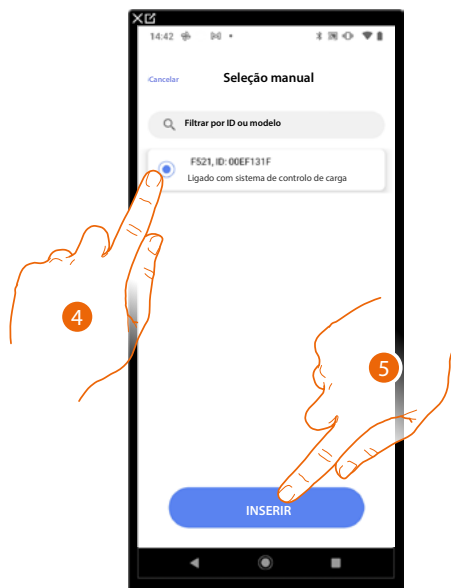 14:42
Cancelar
Seleção manual
Filtrar por ID ou modelo
F521, ID: 00EF131F
Ligado com sistema de controlo de carga
4
5
INSERIR